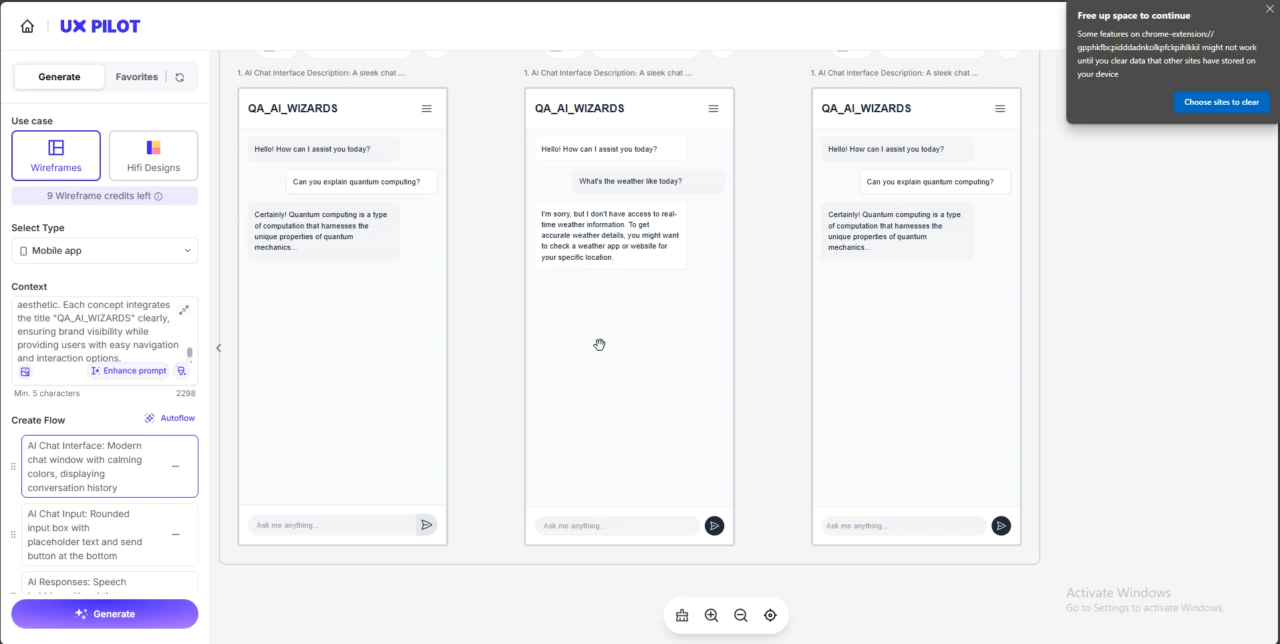 UX PILOT
Free up space to continue
Some features on chrome-extension://
gpphkfbcpidddadnkolkpfckpihlkkil might not work
until you clear data that other sites have stored on
your device
Choose sites to clear
Generate
Favorites
Use case
Wireframes
Hifi Designs
9 Wireframe credits left
Select Type
Mobile app
Context
aesthetic. Each concept integrates
the title "QA_AI_WIZARDS" clearly,
ensuring brand visibility while
providing users with easy navigation
and interaction options.
Enhance prompt
Min. 5 characters
2298
Create Flow
Autoflow
AI Chat Interface: Modern
chat window with calming
colors, displaying
conversation history
AI Chat Input: Rounded
input box with
placeholder text and send
button at the bottom
AI Responses: Speech
Generate
1. AI Chat Interface Description: A sleek chat ...
QA_AI_WIZARDS
Hello! How can I assist you today?
Can you explain quantum computing?
Certainly! Quantum computing is a type
of computation that harnesses the
unique properties of quantum
mechanics...
Ask me anything...
1. AI Chat Interface Description: A sleek chat ...
QA_AI_WIZARDS
Hello! How can I assist you today?
What's the weather like today?
I'm sorry, but I don't have access to real-
time weather information. To get
accurate weather details, you might want
to check a weather app or website for
your specific location.
Ask me anything...
1. AI Chat Interface Description: A sleek chat ...
QA_AI_WIZARDS
Hello! How can I assist you today?
Can you explain quantum computing?
Certainly! Quantum computing is a type
of computation that harnesses the
unique properties of quantum
mechanics...
Ask me anything...
Activate Windows
Go to Settings to activate Windows.